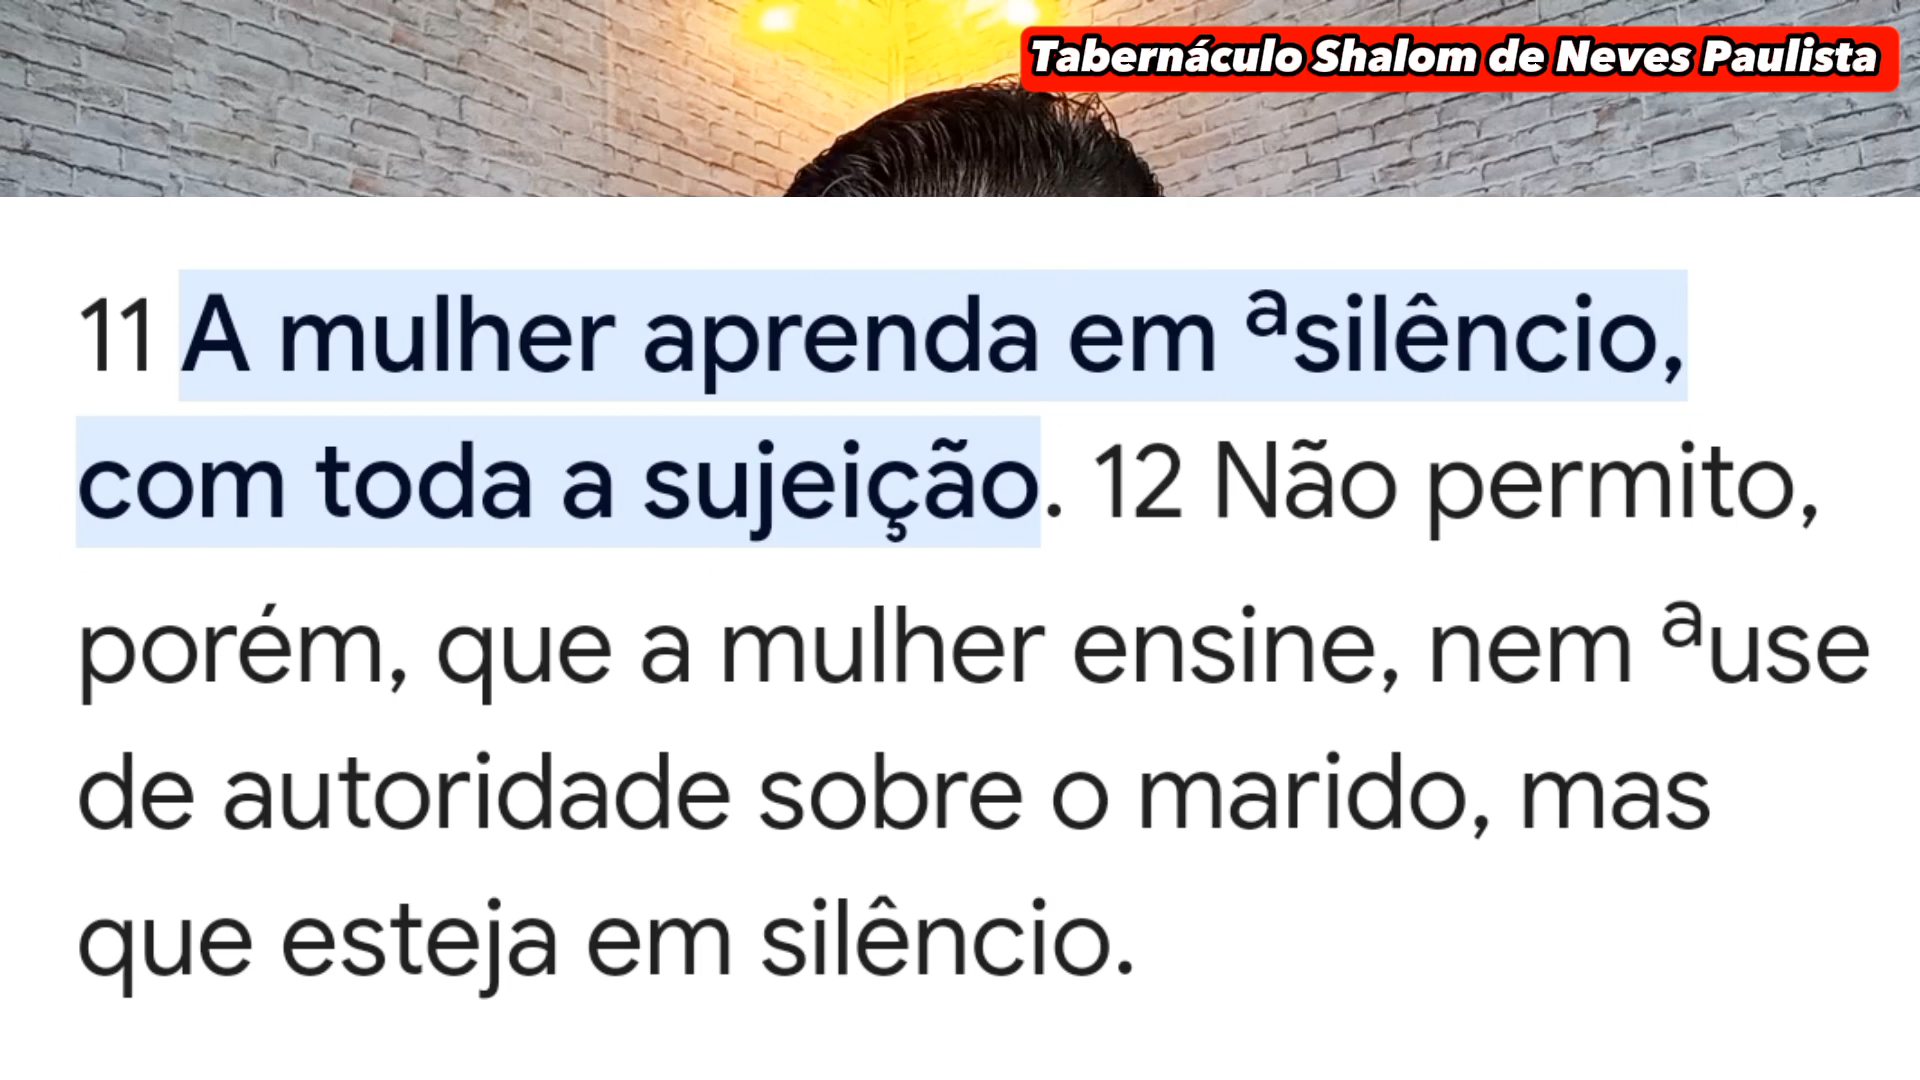 Tabernáculo Shalom de Neves Paulista
11 A mulher aprenda em ᵃsilêncio,
com toda a sujeição. 12 Não permito,
porém, que a mulher ensine, nem ᵃuse
de autoridade sobre o marido, mas
que esteja em silêncio.